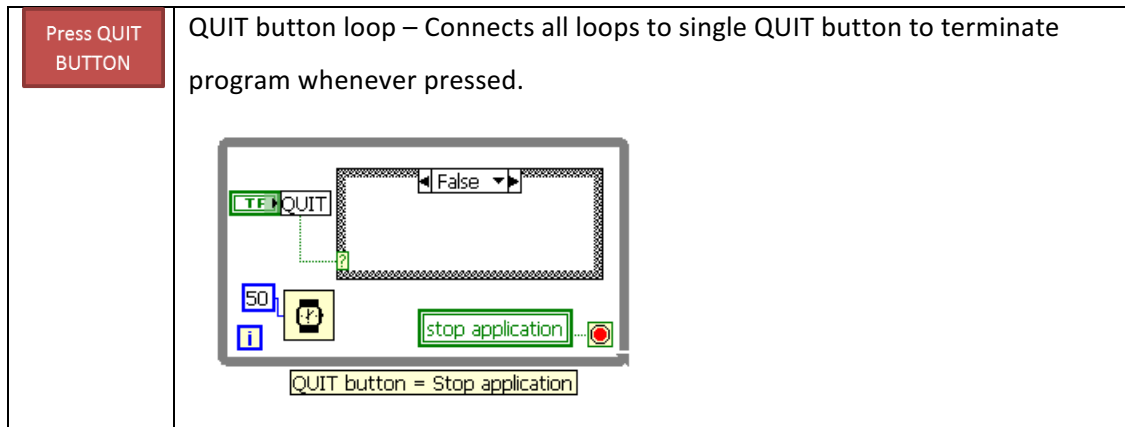 Press QUIT
BUTTON
QUIT button loop – Connects all loops to single QUIT button to terminate
program whenever pressed.
False
TF QUIT
?
50
i
stop application
QUIT button = Stop application